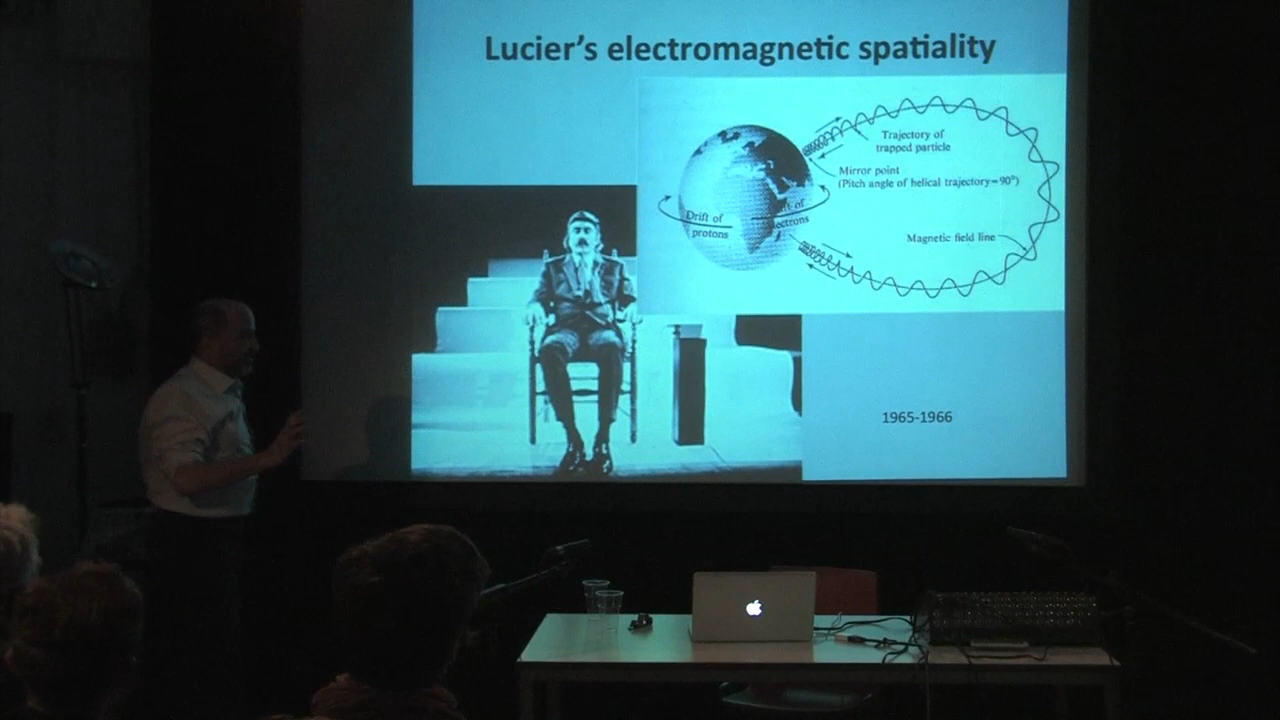 Lucier's electromagnetic spatiality
Trajectory of
trapped particle
Mirror point
(Pitch angle of helical trajectory=90°)
Drift of
protons
of
Magnetic field line
1965-1966